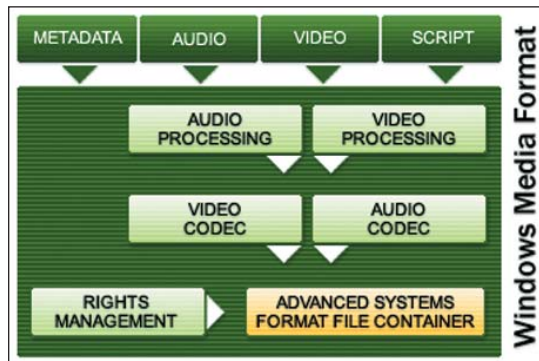 METADATA
AUDIO
VIDEO
SCRIPT
AUDIO
PROCESSING
VIDEO
PROCESSING
VIDEO
CODEC
AUDIO
CODEC
RIGHTS
MANAGEMENT
ADVANCED SYSTEMS
FORMAT FILE CONTAINER
Windows Media Format